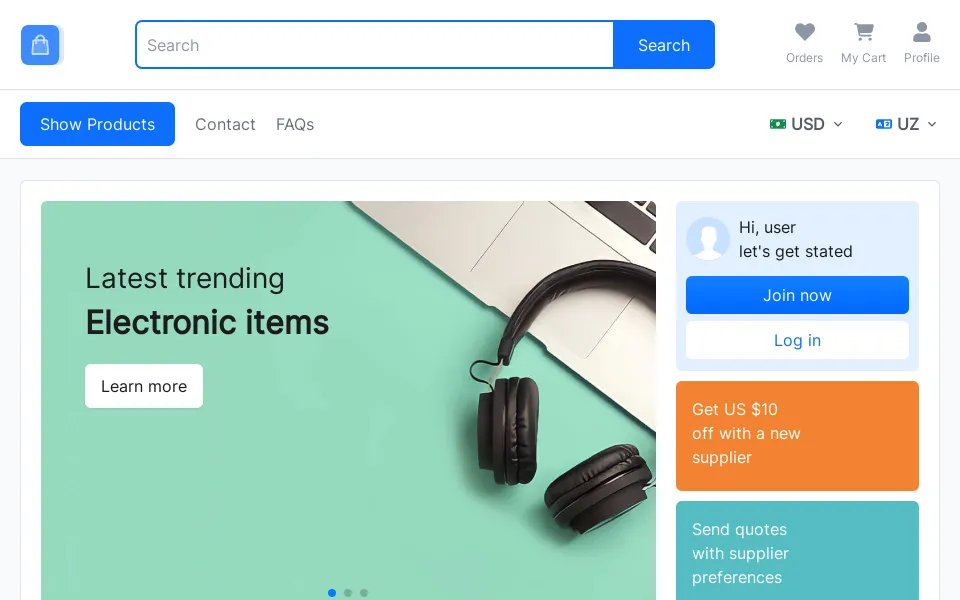 Search
Search
Orders
My Cart
Profile
Show Products
Contact
FAQs
USD
UZ
Latest trending
Electronic items
Learn more
Hi, user
let's get stated
Join now
Log in
Get US $10
off with a new
supplier
Send quotes
with supplier
preferences